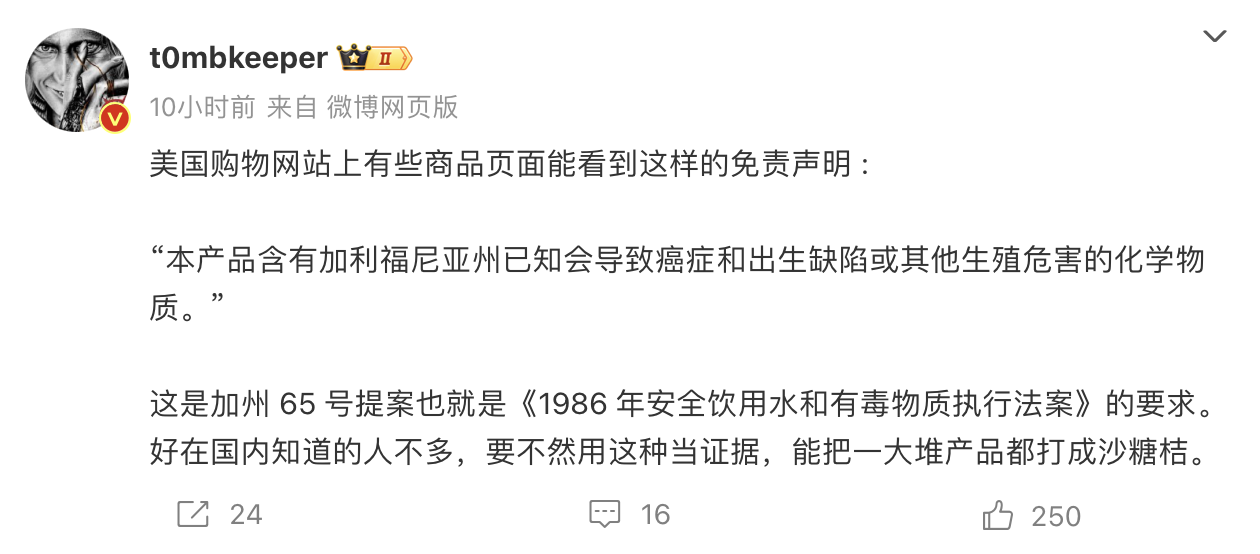 t0mbkeeper II
10小时前 来自 微博网页版
美国购物网站上有些商品页面能看到这样的免责声明：
“本产品含有加利福尼亚州已知会导致癌症和出生缺陷或其他生殖危害的化学物
质。”
这是加州 65 号提案也就是《1986 年安全饮用水和有毒物质执行法案》的要求。
好在国内知道的人不多，要不然用这种当证据，能把一大堆产品都打成沙糖桔。
24 16 250